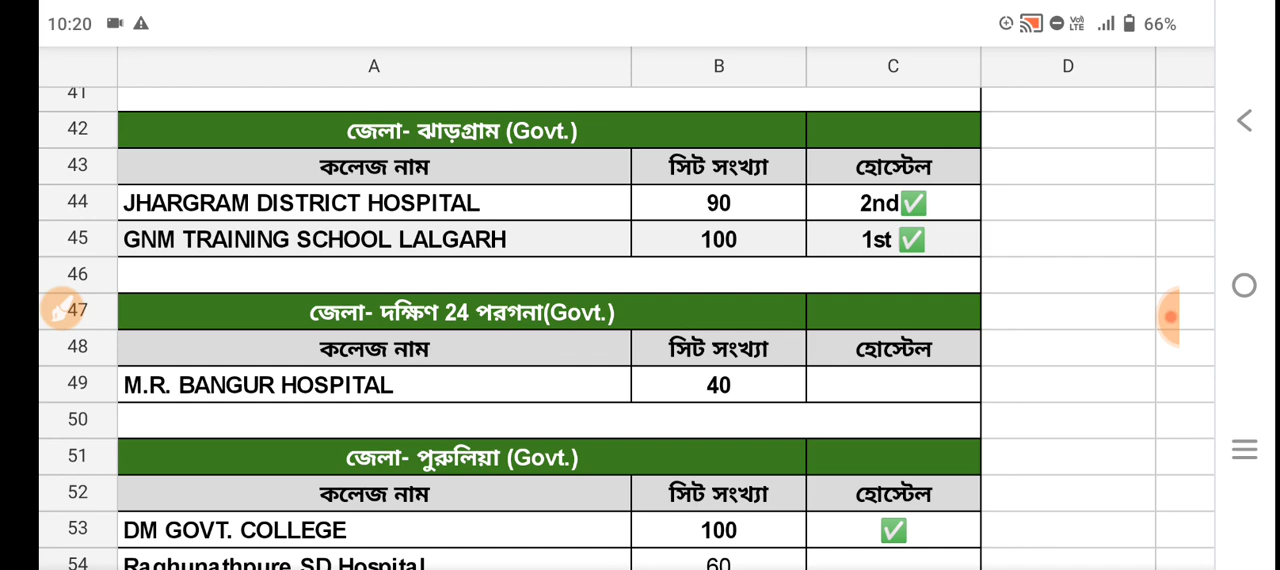 10:20 Vo) LTE 66%
A B C D
41
42 জেলা- ঝাড়গ্রাম (Govt.)
43 কলেজ নাম সিট সংখ্যা হোস্টেল
44 JHARGRAM DISTRICT HOSPITAL 90 2nd✅
45 GNM TRAINING SCHOOL LALGARH 100 1st ✅
46
47 জেলা- দক্ষিণ 24 পরগনা(Govt.)
48 কলেজ নাম সিট সংখ্যা হোস্টেল
49 M.R. BANGUR HOSPITAL 40
50
51 জেলা- পুরুলিয়া (Govt.)
52 কলেজ নাম সিট সংখ্যা হোস্টেল
53 DM GOVT. COLLEGE 100 ✅
54 Raghunathpure SD Hospital 60